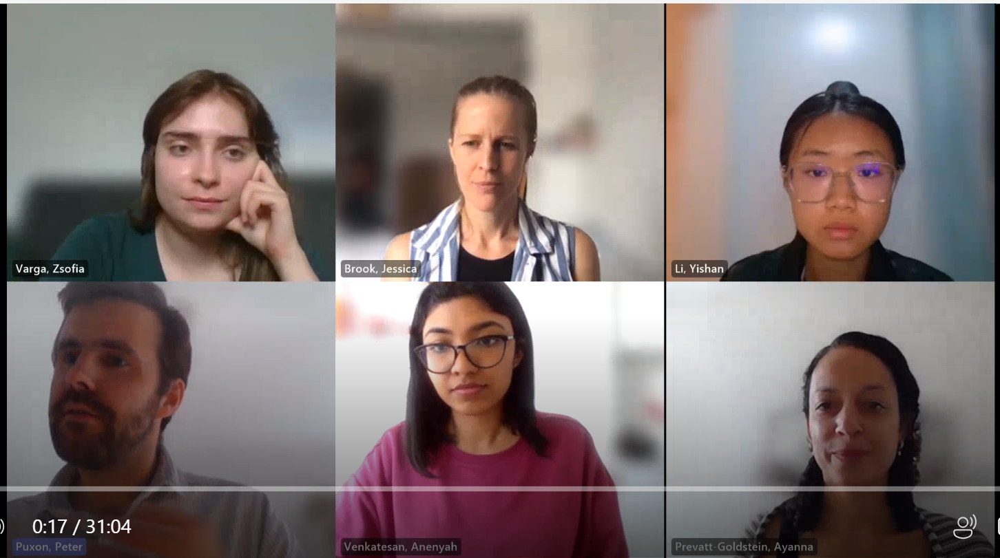 Varga, Zsofia
Brook, Jessica
Li, Yishan
0:17 / 31:04
Puxon, Peter
Venkatesan, Anenyah
Prevatt-Goldstein, Ayanna